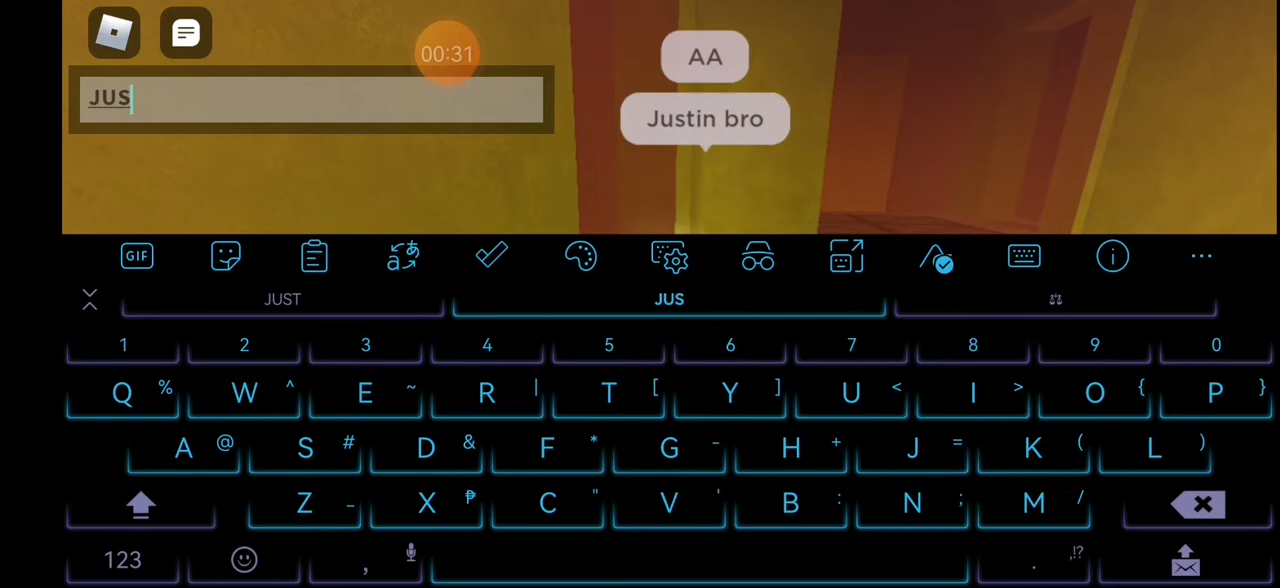 00:31
JUS
AA
Justin bro
GIF
JUST JUS
1 2 3 4 5 6 7 8 9 0
Q % W ^ E ~ R | T [ Y ] U < I > O { P }
A @ S # D & F * G - H + J = K ( L )
Z _ X ₱ C " V ' B : N ; M /
123 , . ,!?